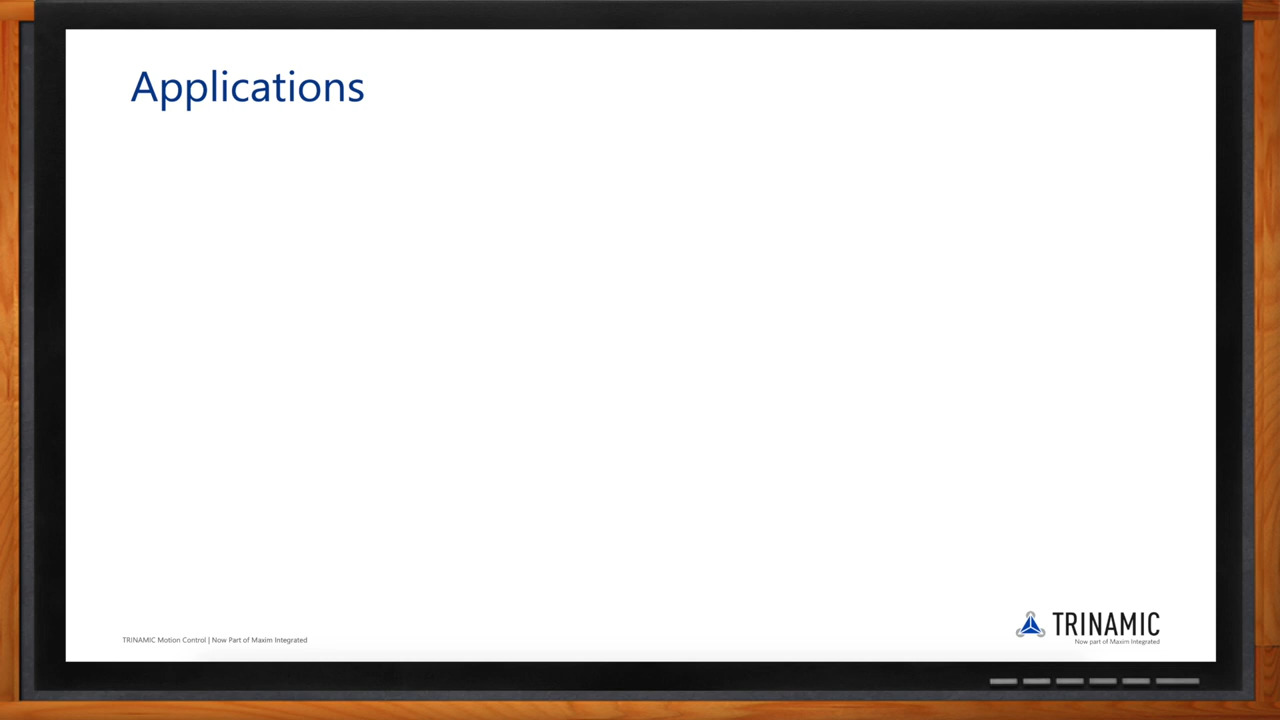 Applications
TRINAMIC Motion Control | Now Part of Maxim Integrated
TRINAMIC
Now part of Maxim Integrated